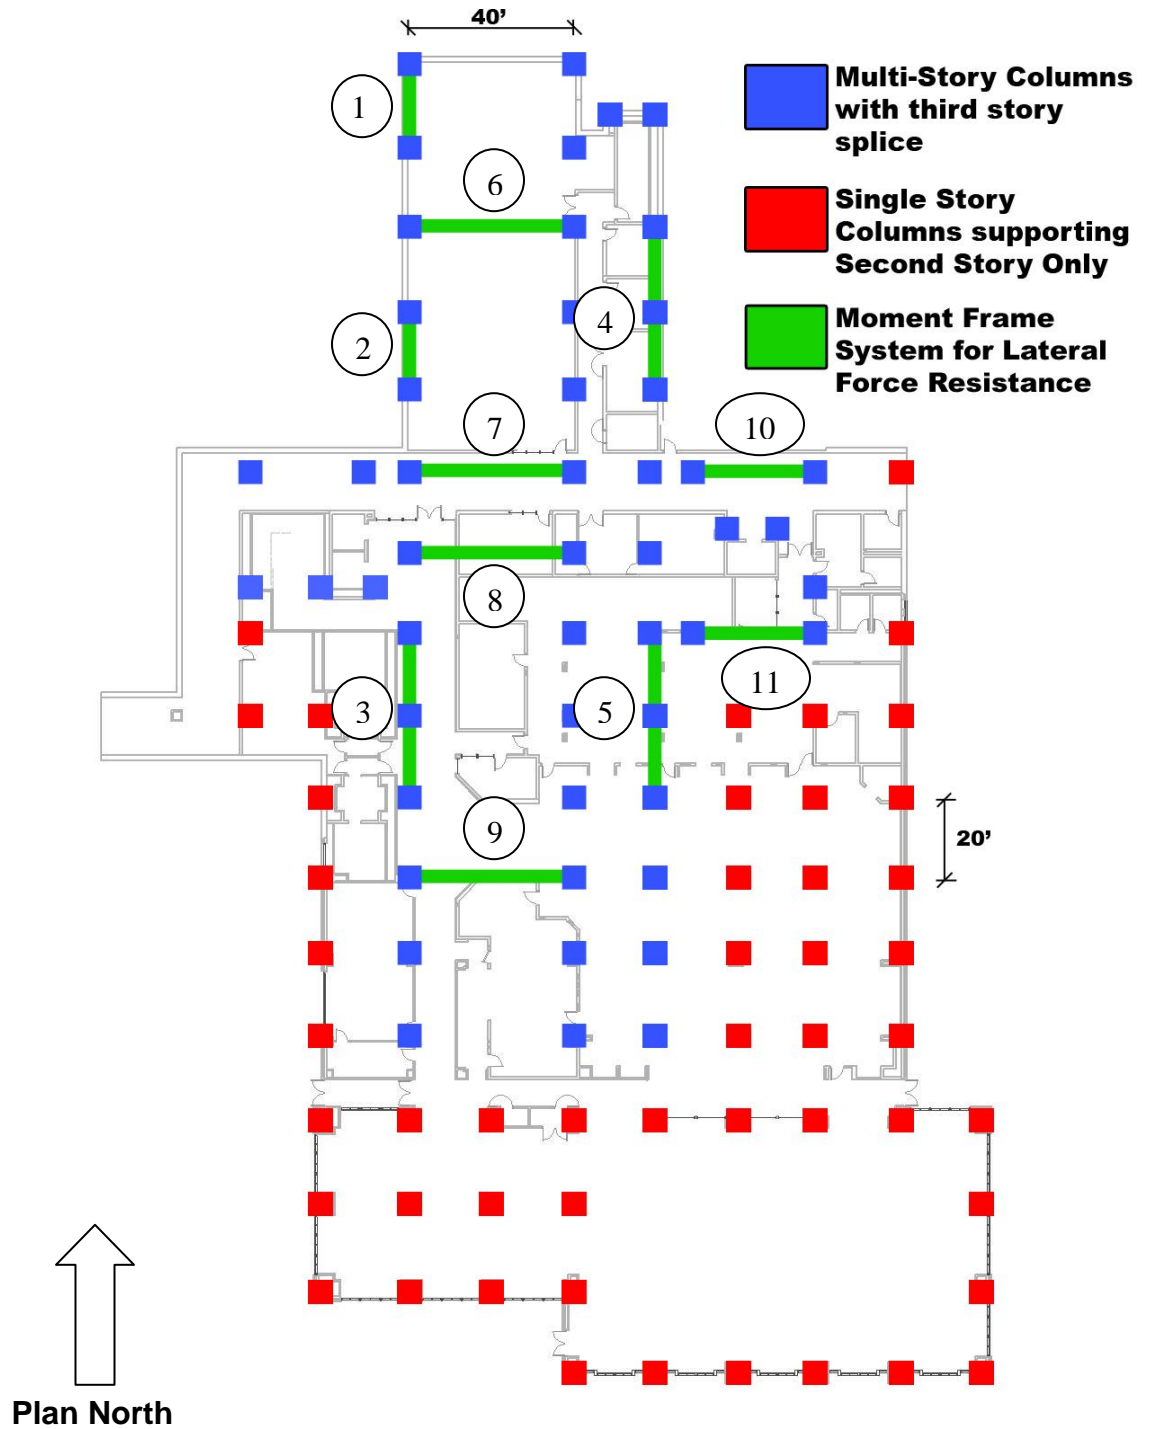 40’
Multi-Story Columns
with third story
splice
Single Story
Columns supporting
Second Story Only
Moment Frame
System for Lateral
Force Resistance
1
6
4
2
7
10
8
11
3
5
9
20’
Plan North